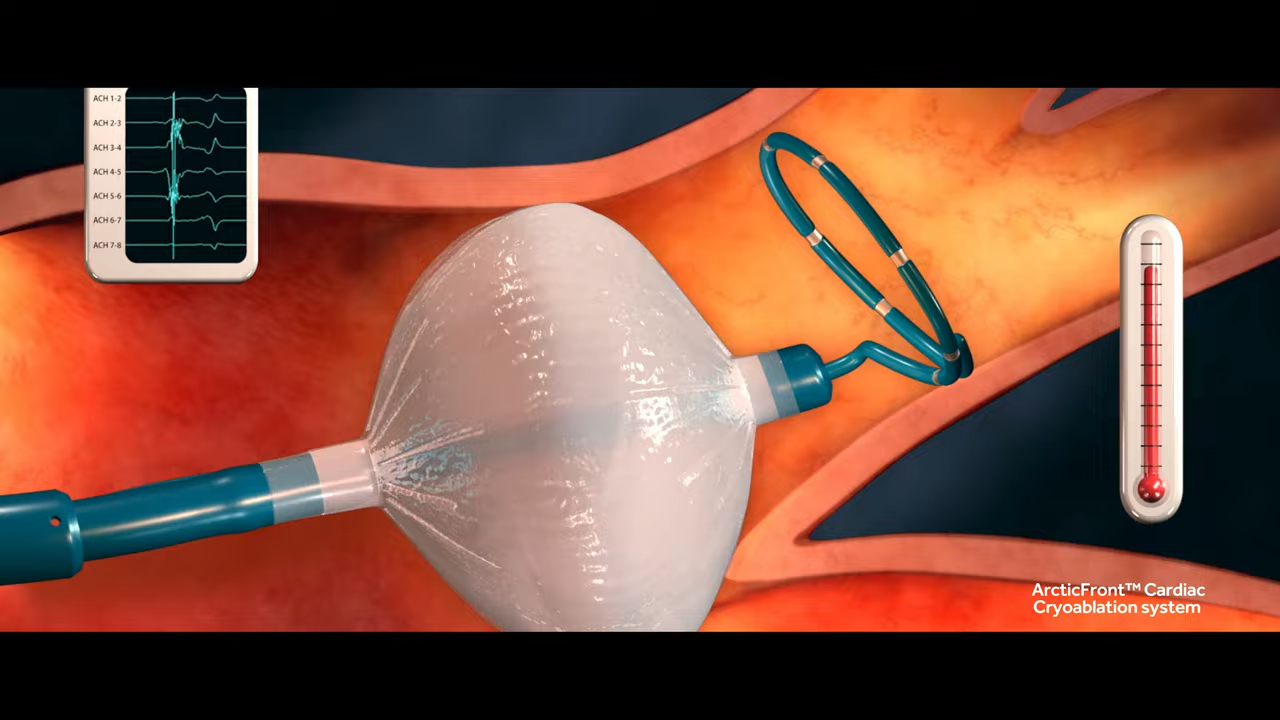 ACH 1-2
ACH 2-3
ACH 3-4
ACH 4-5
ACH 5-6
ACH 6-7
ACH 7-8
ArcticFront™ Cardiac
Cryoablation system